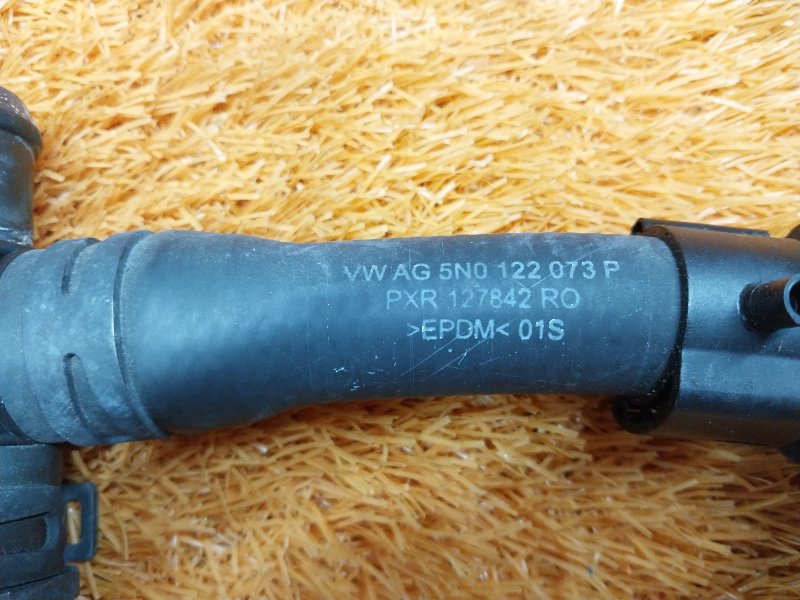 VW AG 5N0 122 073 P
PXR 127842 RO
>EPDM< 01S